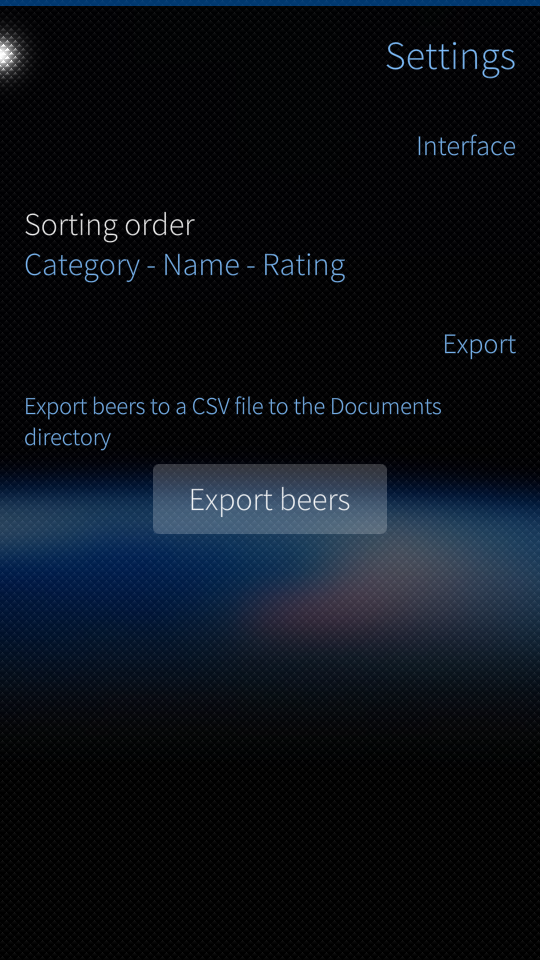 Settings
Interface
Sorting order
Category - Name - Rating
Export
Export beers to a CSV file to the Documents
directory
Export beers